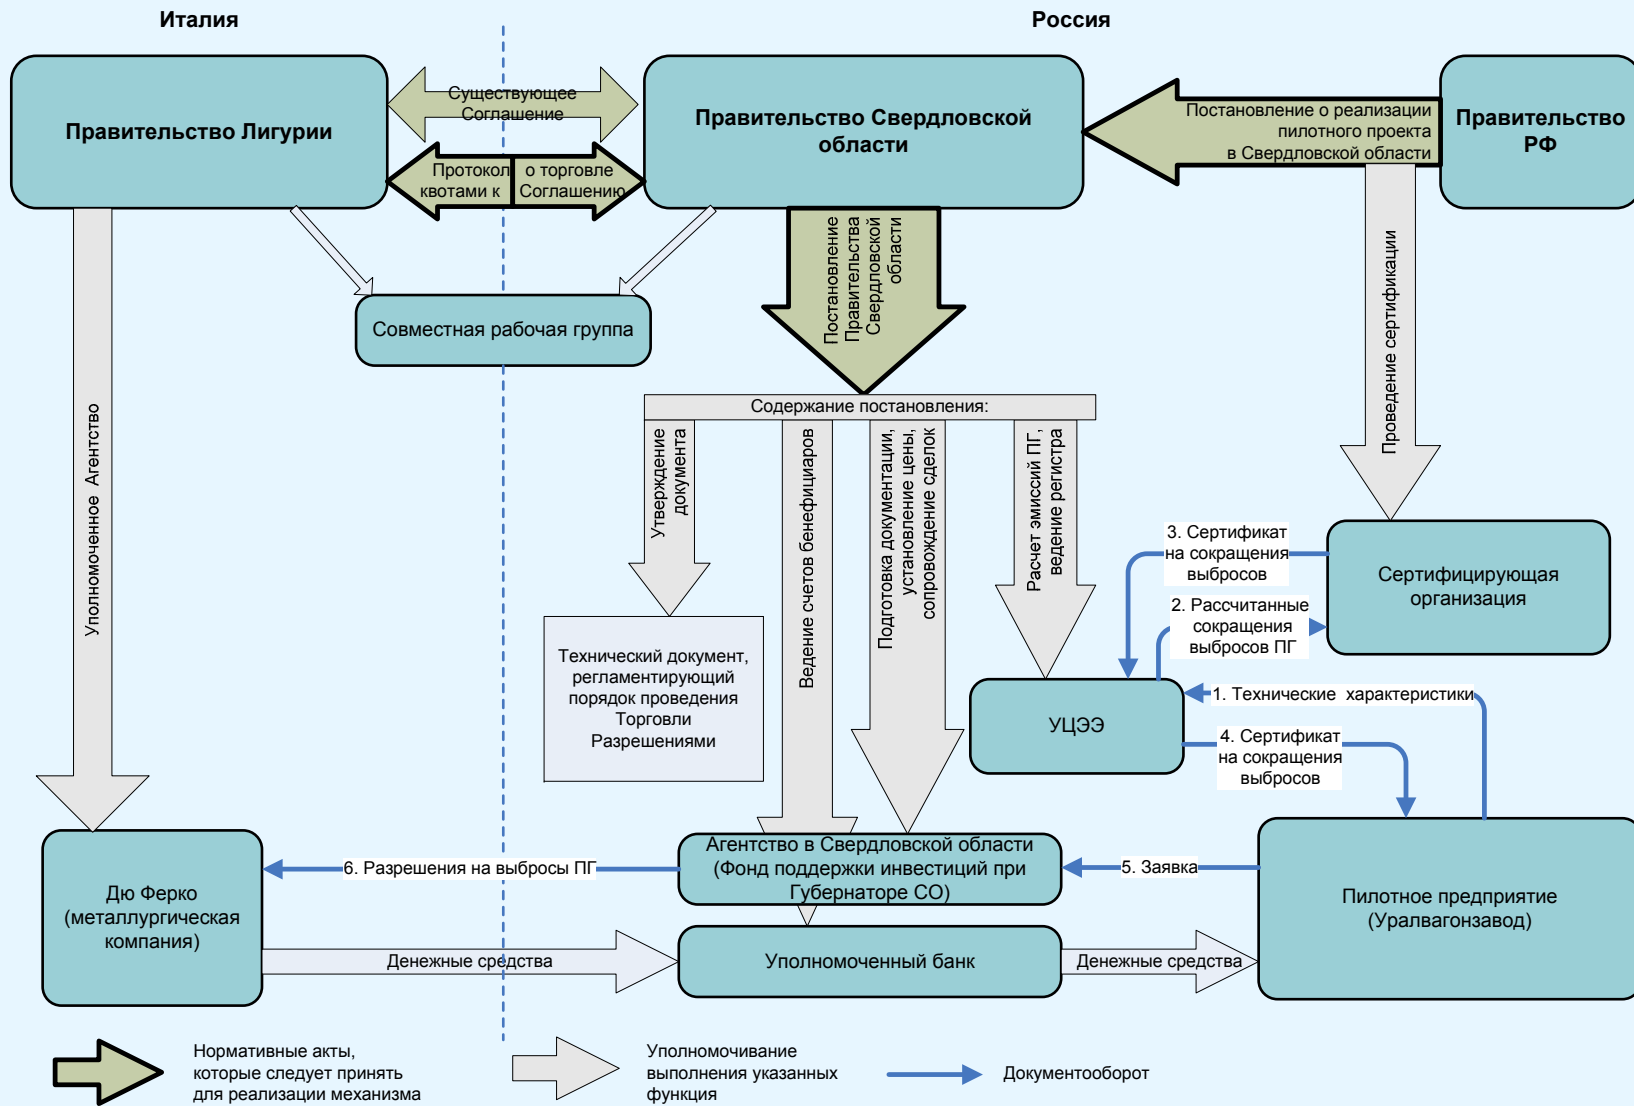 Италия
Россия
Правительство Лигурии
Существующее
Соглашение
Протокол о торговле
квотами к Соглашению
Правительство Свердловской
области
Постановление о реализации
пилотного проекта
в Свердловской области
Правительство
РФ
Совместная рабочая группа
Постановление
Правительства
Свердловской
области
Проведение сертификации
Уполномоченное Агентство
Содержание постановления:
Утверждение
документа
Ведение счетов бенефициаров
Подготовка документации,
установление цены,
сопровождение сделок
Расчет эмиссий ПГ,
ведение регистра
3. Сертификат
на сокращения
выбросов
Сертифицирующая
организация
2. Рассчитанные
сокращения
выбросов ПГ
Технический документ,
регламентирующий
порядок проведения
Торговли
Разрешениями
УЦЭЭ
1. Технические характеристики
4. Сертификат
на сокращения
выбросов
Дю Ферко
(металлургическая
компания)
6. Разрешения на выбросы ПГ
Агентство в Свердловской области
(Фонд поддержки инвестиций при
Губернаторе СО)
5. Заявка
Пилотное предприятие
(Уралвагонзавод)
Денежные средства
Уполномоченный банк
Денежные средства
Нормативные акты,
которые следует принять
для реализации механизма
Уполномочивание
выполнения указанных
функция
Документооборот